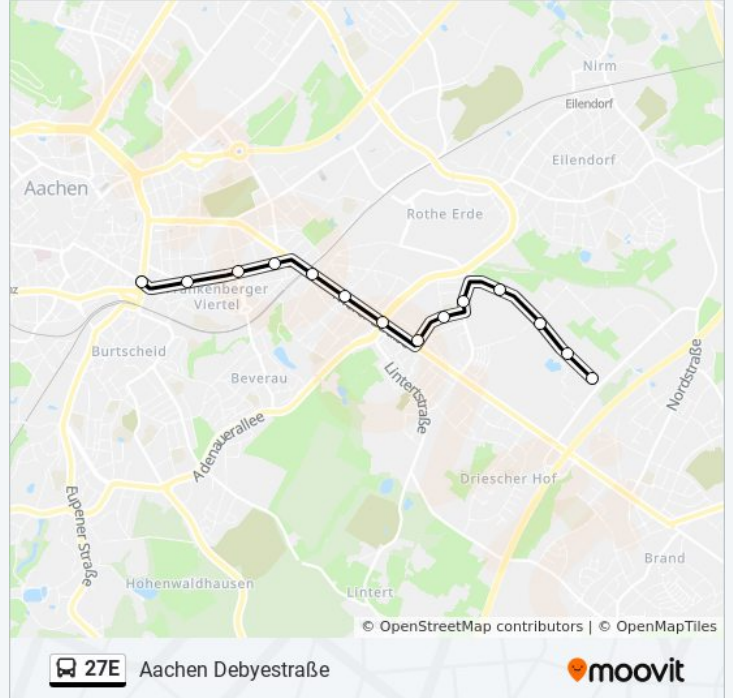 Nirm
Eilendorf
Eilendorf
Aachen
Rothe Erde
Frankenberger
Viertel
Burtscheid
Beverau
Lintertstraße
Nordstraße
Adenauerallee
Driescher Hof
Eupener Straße
Brand
Hohenwaldhausen
Lintert
© OpenStreetMap contributors | © OpenMapTiles
27E Aachen Debyestraße
moovit